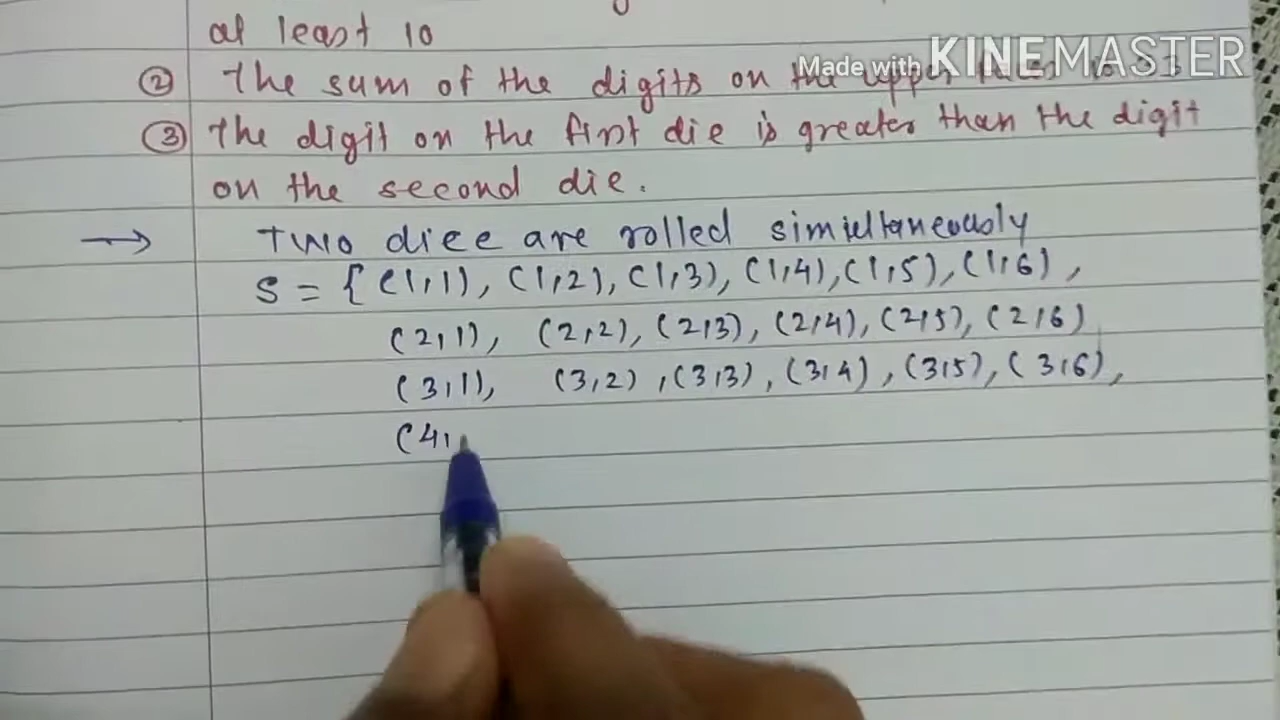 at least 10
Made with KINEMASTER
② The sum of the digits on the upper 33
③ The digit on the first die is greater than the digit
on the second die.
→ Two dice are rolled simultaneously
S = { (1,1), (1,2), (1,3), (1,4), (1,5), (1,6),
(2,1), (2,2), (2,3), (2,4), (2,5), (2,6)
(3,1), (3,2), (3,3), (3,4), (3,5), (3,6),
(4,